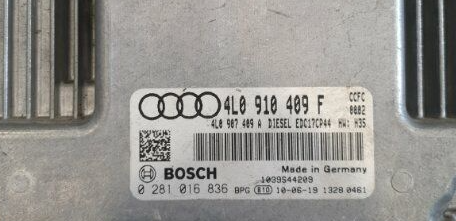 4L0 910 409 F CCFC
0002
4L0 907 409 A DIESEL EDC17CP44 HW: H35
BOSCH Made in Germany
1039S44209
0 281 016 836 BPG B10 10-06-19 1328 0461